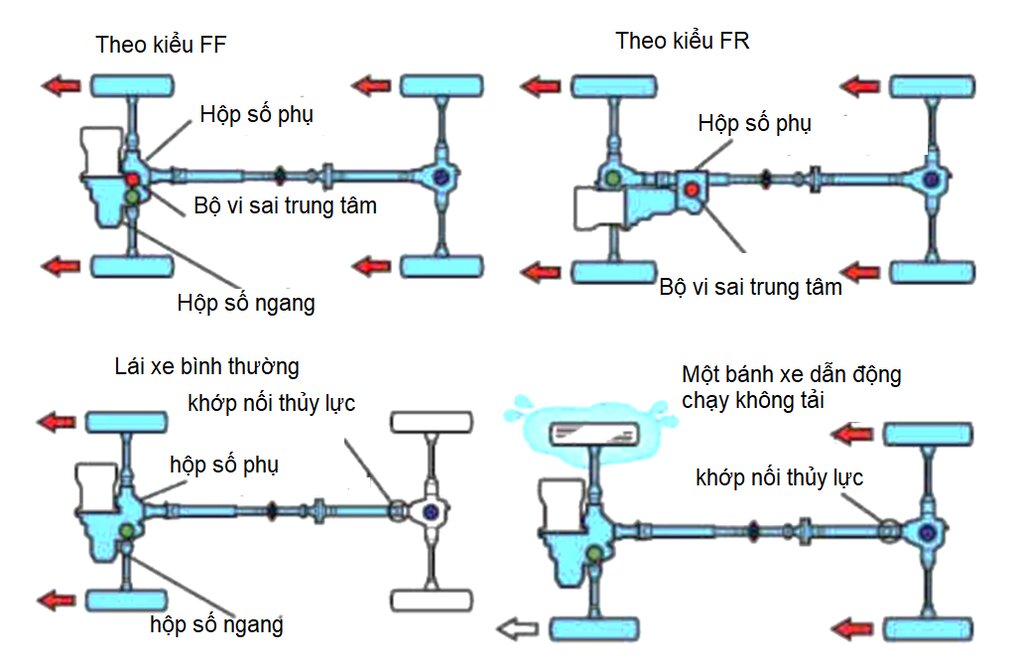 Theo kiểu FF
Theo kiểu FR
Hộp số phụ
Hộp số phụ
Bộ vi sai trung tâm
Bộ vi sai trung tâm
Hộp số ngang
Lái xe bình thường
khớp nối thủy lực
hộp số phụ
hộp số ngang
Một bánh xe dẫn động
chạy không tải
khớp nối thủy lực